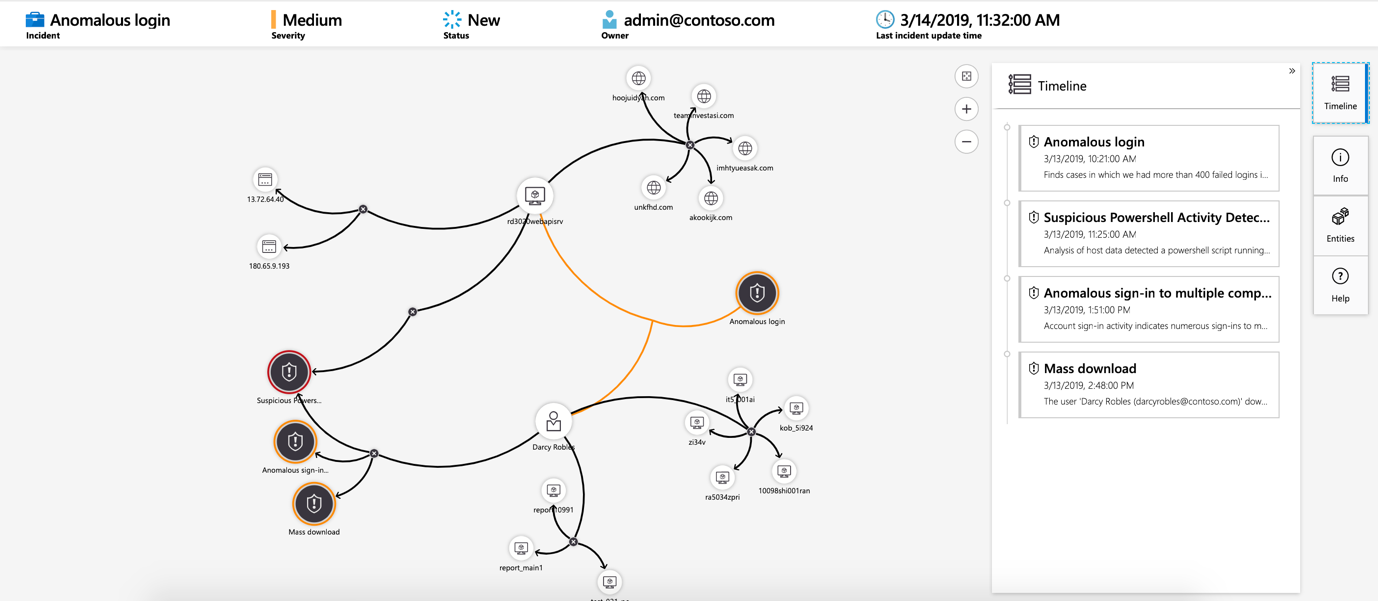 Anomalous login
Incident
Medium
Severity
New
Status
admin@contoso.com
Owner
3/14/2019, 11:32:00 AM
Last incident update time
hoojuidyzh.com
teaminvestasi.com
imhtyueasak.com
unkfhd.com
akookijk.com
13.72.64.40
180.65.9.193
rd3020webapisrv
Anomalous login
Suspicious Powers...
Anomalous sign-in...
Mass download
Darcy Robles
it5_001ai
kob_5i924
zi34v
ra5034zpri
10098shi001ran
report10991
report_main1
Timeline
Anomalous login
3/13/2019, 10:21:00 AM
Finds cases in which we had more than 400 failed logins i...
Suspicious Powershell Activity Detec...
3/13/2019, 11:25:00 AM
Analysis of host data detected a powershell script running...
Anomalous sign-in to multiple comp...
3/13/2019, 1:51:00 PM
Account sign-in activity indicates numerous sign-ins to m...
Mass download
3/13/2019, 2:48:00 PM
The user 'Darcy Robles (darcyrobles@contoso.com)' dow...
Timeline
Info
Entities
Help